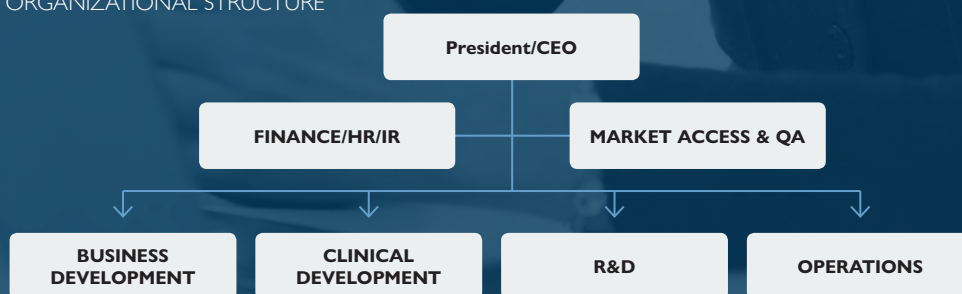 ORGANIZATIONAL STRUCTURE
President/CEO
FINANCE/HR/IR
MARKET ACCESS & QA
BUSINESS
DEVELOPMENT
CLINICAL
DEVELOPMENT
R&D
OPERATIONS